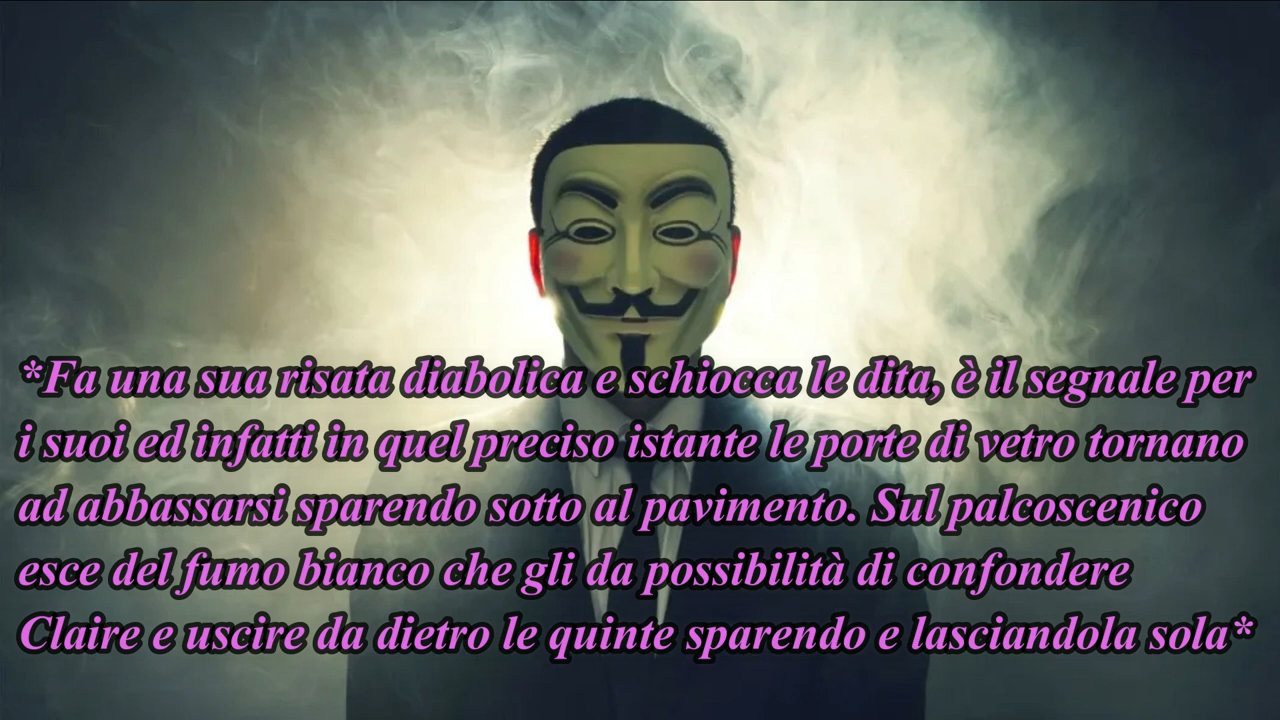 *Fa una sua risata diabolica e schiocca le dita, è il segnale per
i suoi ed infatti in quel preciso istante le porte di vetro tornano
ad abbassarsi sparendo sotto al pavimento. Sul palcoscenico
esce del fumo bianco che gli da possibilità di confondere
Claire e uscire da dietro le quinte sparendo e lasciandola sola*